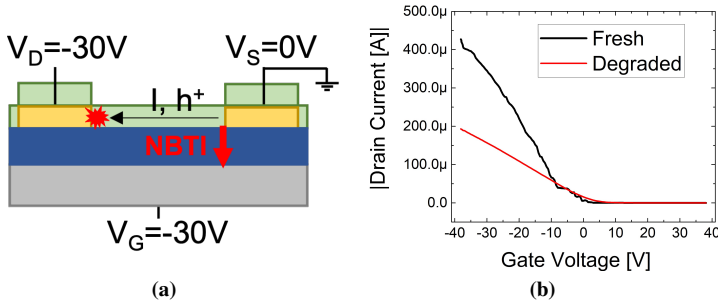 V_D=-30V
V_S=0V
I, h⁺
NBTI
V_G=-30V
(a)
|Drain Current [A]|
500.0μ
400.0μ
300.0μ
200.0μ
100.0μ
0.0
Fresh
Degraded
-40 -30 -20 -10 0 10 20 30 40
Gate Voltage [V]
(b)